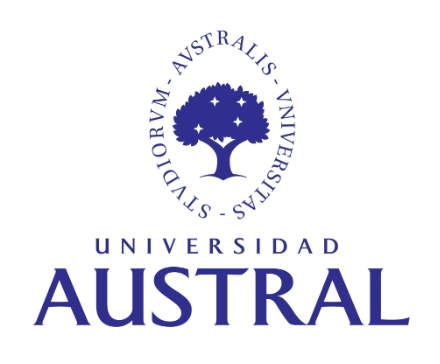 STVDIORVM - AVSTRALIS - VNIVERSITAS -
UNIVERSIDAD
AUSTRAL